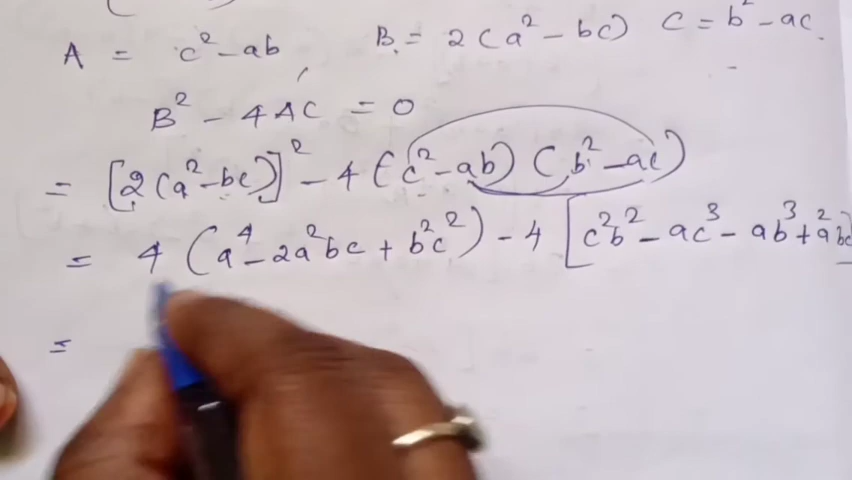 A = c² - ab B = 2(a² - bc) C = b² - ac.
B² - 4AC = 0
= [2(a² - bc)]² - 4(c² - ab)(b² - ac)
= 4(a⁴ - 2a²bc + b²c²) - 4[c²b² - ac³ - ab³ + a²bc]
=